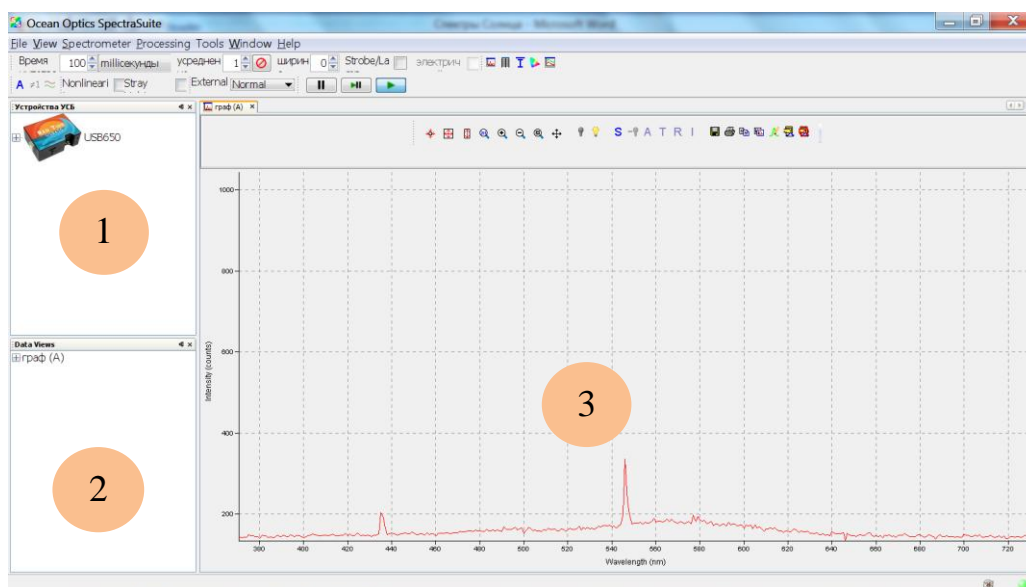 Ocean Optics SpectraSuite
Спектры Солнца - Microsoft Word
File View Spectrometer Processing Tools Window Help
Время 100 миллисекунды усреднен 1 ширин 0 Strobe/La электрич
A ≠1 Nonlineari Stray External Normal
Устройства УСБ
граф (A)
USB650
S A T R I
1
Data Views
граф (A)
2
3
Intensity (counts)
1000
800
600
400
200
380 400 420 440 460 480 500 520 540 560 580 600 620 640 660 680 700 720
Wavelength (nm)